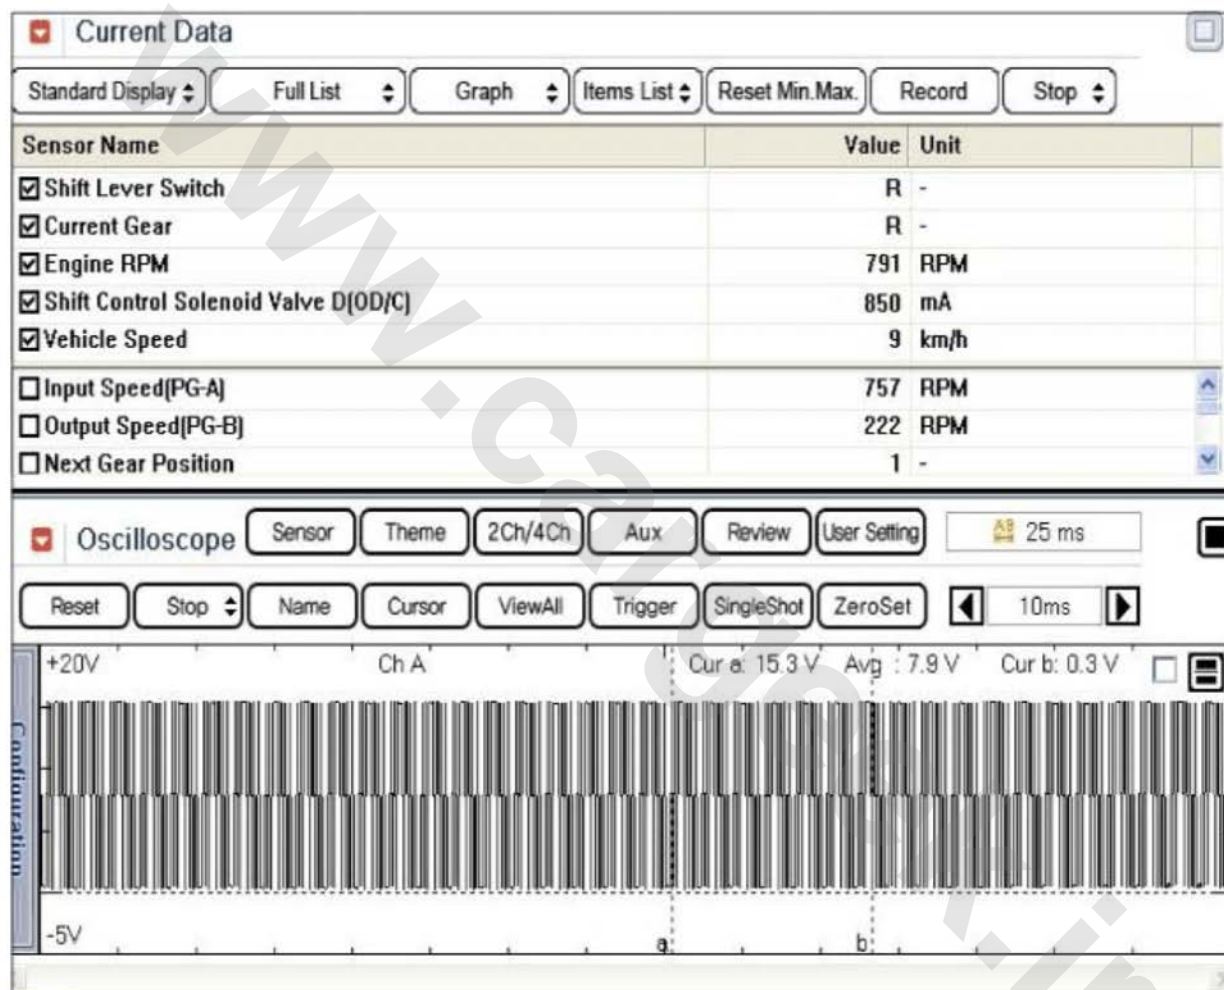 Current Data
Standard Display Full List Graph Items List Reset Min.Max. Record Stop
Sensor Name Value Unit
Shift Lever Switch R -
Current Gear R -
Engine RPM 791 RPM
Shift Control Solenoid Valve D(OD/C) 850 mA
Vehicle Speed 9 km/h
Input Speed(PG-A) 757 RPM
Output Speed(PG-B) 222 RPM
Next Gear Position 1 -
Oscilloscope Sensor Theme 2Ch/4Ch Aux Review User Setting AB 25 ms
Reset Stop Name Cursor ViewAll Trigger SingleShot ZeroSet 10ms
+20V Ch A Cur a: 15.3 V Avg : 7.9 V Cur b: 0.3 V
Configuration
-5V a b